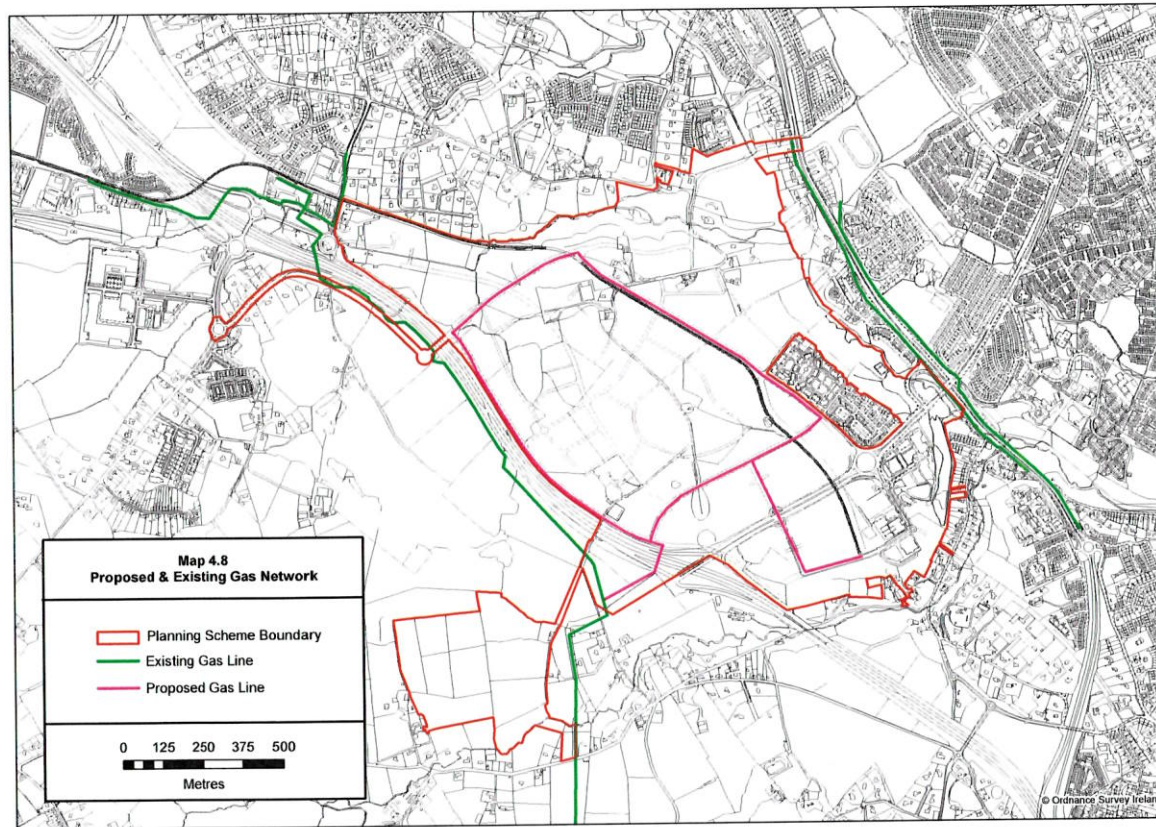 Map 4.8
Proposed & Existing Gas Network
Planning Scheme Boundary
Existing Gas Line
Proposed Gas Line
0 125 250 375 500
Metres
© Ordnance Survey Ireland